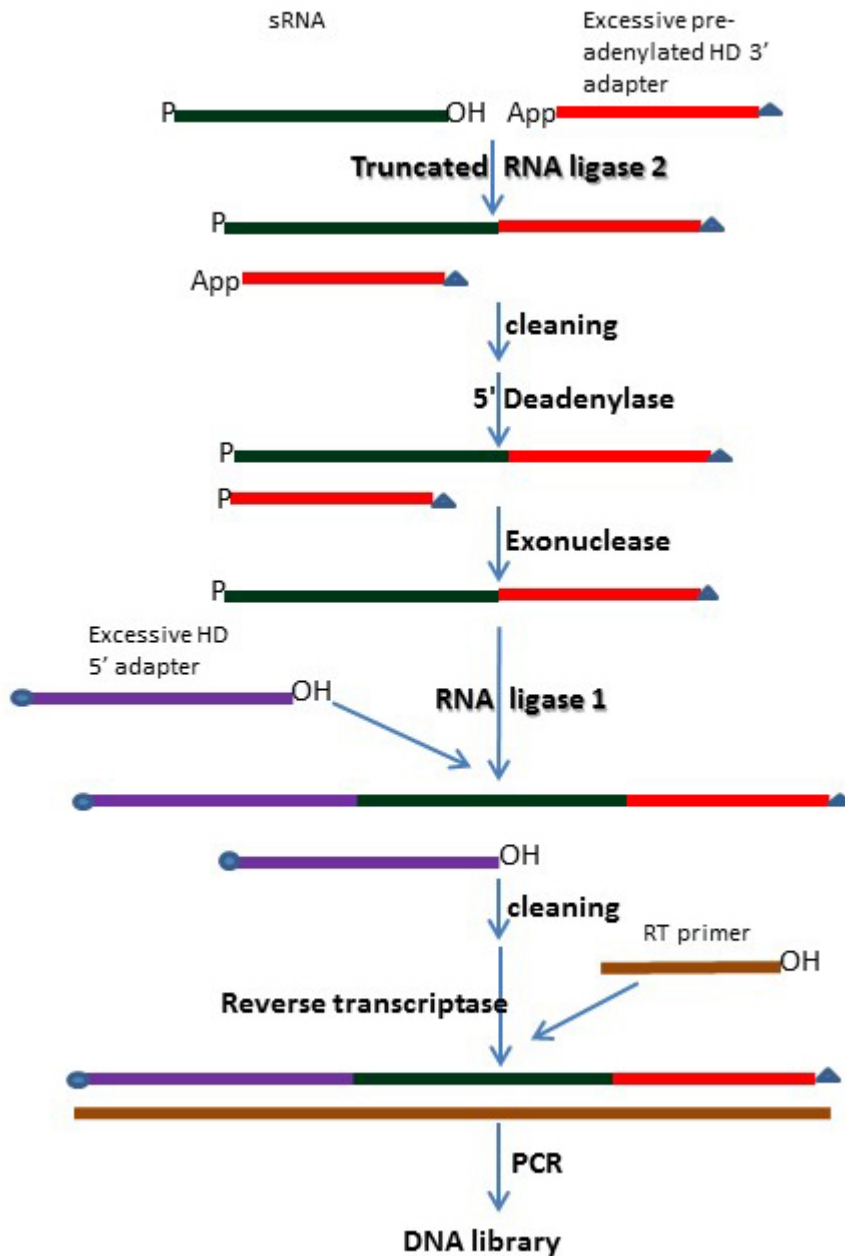 sRNA
Excessive pre-
adenylated HD 3’
adapter
P
OH
App
Truncated RNA ligase 2
P
App
cleaning
5' Deadenylase
P
P
Exonuclease
P
Excessive HD
5’ adapter
OH
RNA ligase 1
OH
cleaning
RT primer
OH
Reverse transcriptase
PCR
DNA library